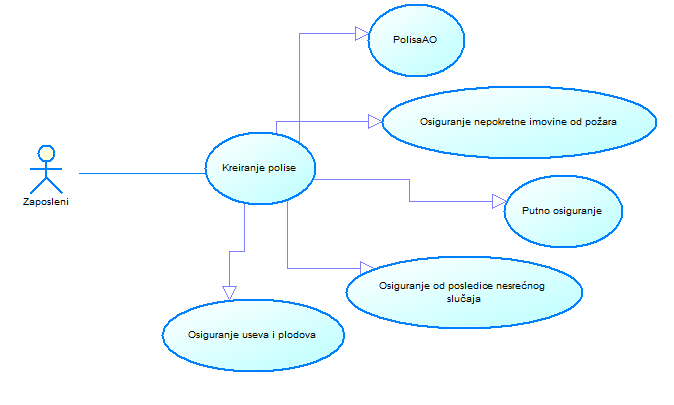 PolisaAO
Osiguranje nepokretne imovine od požara
Kreiranje polise
Zaposleni
Putno osiguranje
Osiguranje od posledice nesrećnog
slučaja
Osiguranje useva i plodova